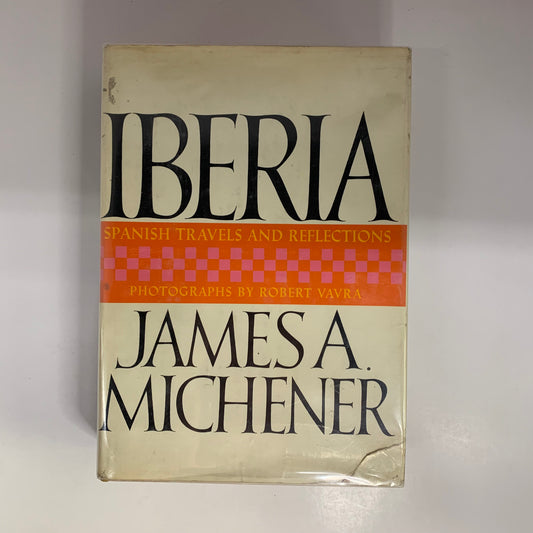 IBERIA
SPANISH TRAVELS AND REFLECTIONS
PHOTOGRAPHS BY ROBERT VAVRA
JAMES A.
MICHENER